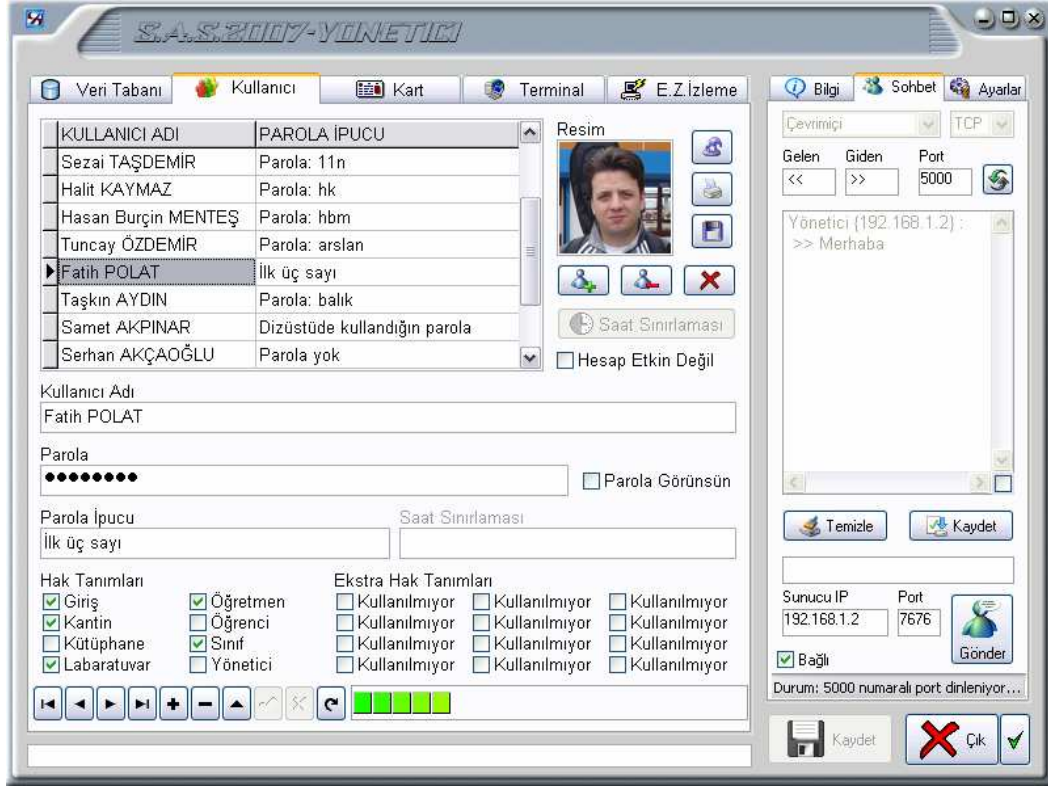 S.A.S.2007-YONETICI
Veri Tabanı Kullanıcı Kart Terminal E.Z.İzleme
KULLANICI ADI PAROLA İPUCU
Sezai TAŞDEMİR Parola: 11n
Halit KAYMAZ Parola: hk
Hasan Burçin MENTEŞ Parola: hbm
Tuncay ÖZDEMİR Parola: arslan
Fatih POLAT İlk üç sayı
Taşkın AYDIN Parola: balık
Samet AKPINAR Dizüstüde kullandığın parola
Serhan AKÇAOĞLU Parola yok
Resim
Saat Sınırlaması
Hesap Etkin Değil
Kullanıcı Adı
Fatih POLAT
Parola
●●●●●●●●
Parola Görünsün
Parola İpucu Saat Sınırlaması
İlk üç sayı
Hak Tanımları Ekstra Hak Tanımları
Giriş Öğretmen Kullanılmıyor Kullanılmıyor Kullanılmıyor
Kantin Öğrenci Kullanılmıyor Kullanılmıyor Kullanılmıyor
Kütüphane Sınıf Kullanılmıyor Kullanılmıyor Kullanılmıyor
Labaratuvar Yönetici Kullanılmıyor Kullanılmıyor Kullanılmıyor
Bilgi Sohbet Ayarlar
Çevrimiçi TCP
Gelen Giden Port
<< >> 5000
Yönetici {192.168.1.2} :
>> Merhaba
Temizle Kaydet
Sunucu IP Port
192.168.1.2 7676
Gönder
Bağlı
Durum: 5000 numaralı port dinleniyor...
Kaydet Çık